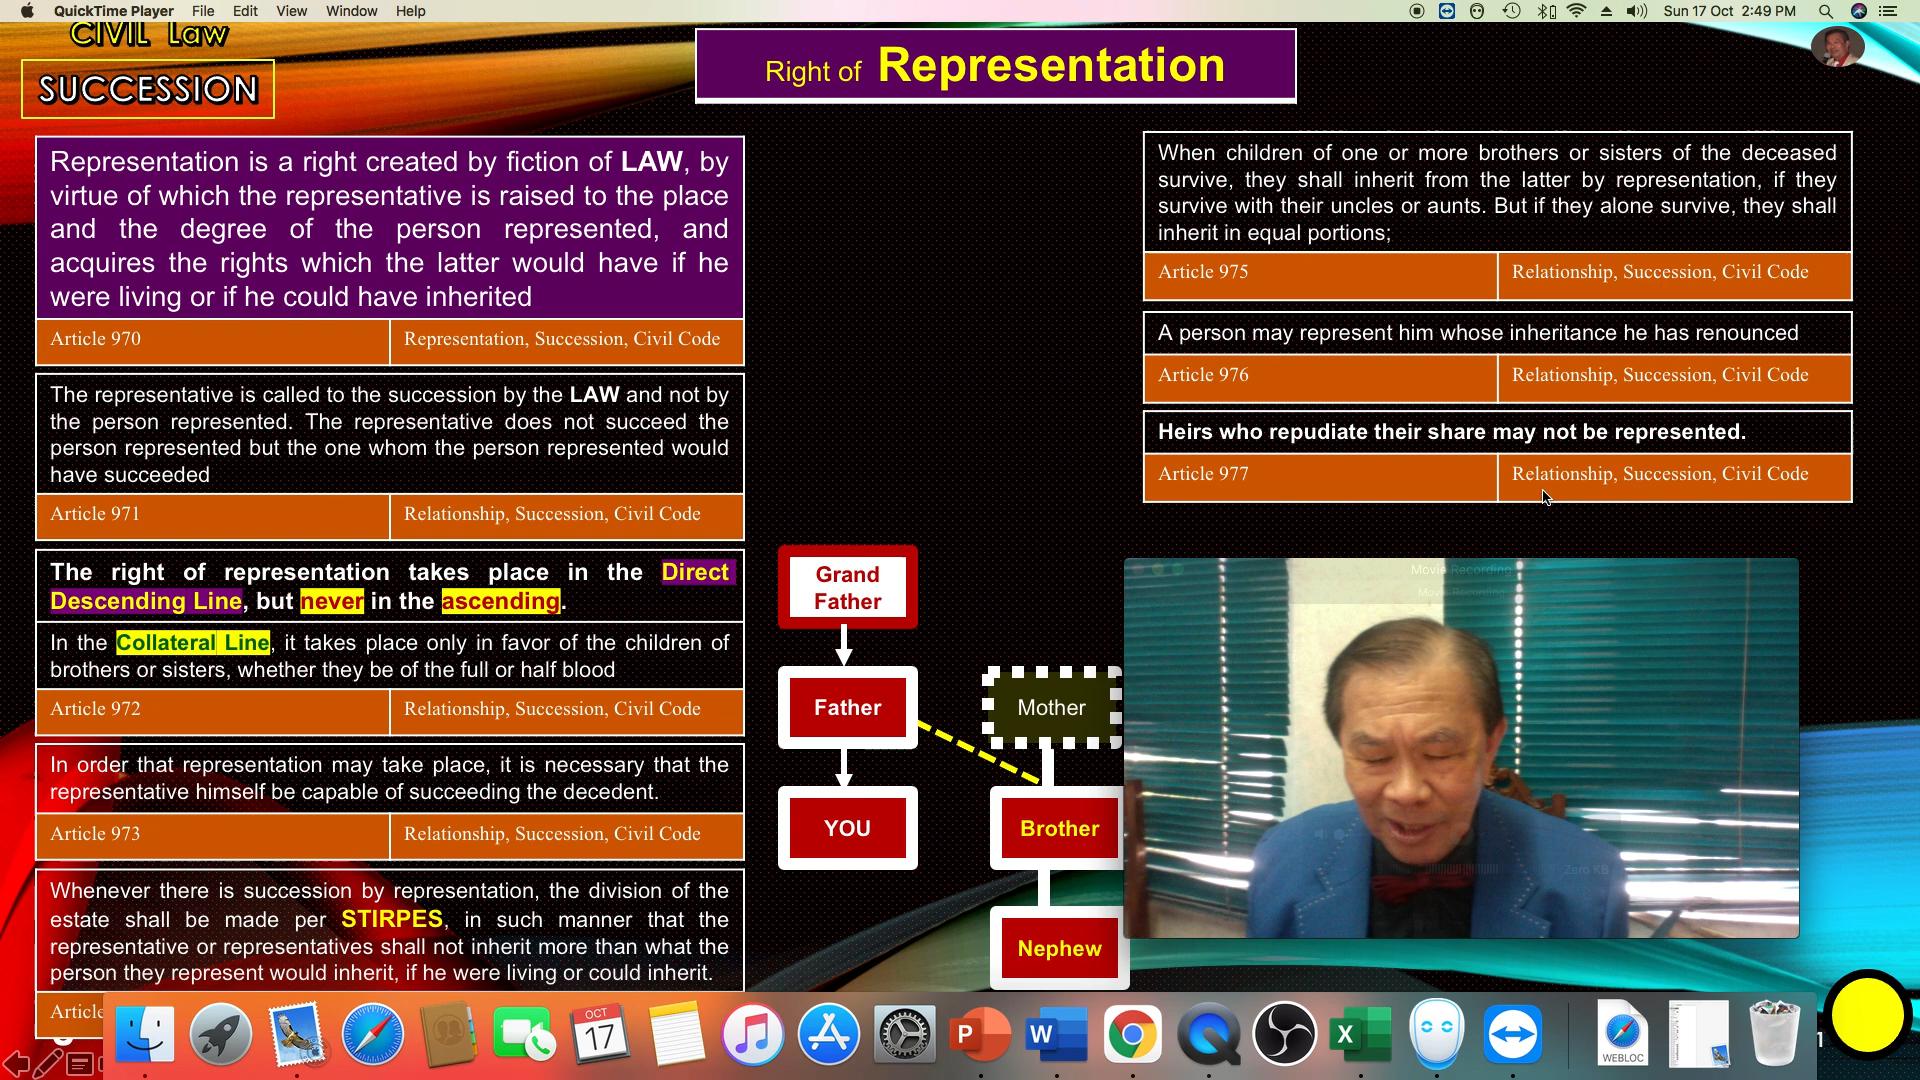 QuickTime Player File Edit View Window Help
Sun 17 Oct 2:49 PM
CIVIL Law
SUCCESSION
Right of Representation
Representation is a right created by fiction of LAW, by
virtue of which the representative is raised to the place
and the degree of the person represented, and
acquires the rights which the latter would have if he
were living or if he could have inherited
Article 970 Representation, Succession, Civil Code
The representative is called to the succession by the LAW and not by
the person represented. The representative does not succeed the
person represented but the one whom the person represented would
have succeeded
Article 971 Relationship, Succession, Civil Code
The right of representation takes place in the Direct
Descending Line, but never in the ascending.
In the Collateral Line, it takes place only in favor of the children of
brothers or sisters, whether they be of the full or half blood
Article 972 Relationship, Succession, Civil Code
In order that representation may take place, it is necessary that the
representative himself be capable of succeeding the decedent.
Article 973 Relationship, Succession, Civil Code
Whenever there is succession by representation, the division of the
estate shall be made per STIRPES, in such manner that the
representative or representatives shall not inherit more than what the
person they represent would inherit, if he were living or could inherit.
Article
When children of one or more brothers or sisters of the deceased
survive, they shall inherit from the latter by representation, if they
survive with their uncles or aunts. But if they alone survive, they shall
inherit in equal portions;
Article 975 Relationship, Succession, Civil Code
A person may represent him whose inheritance he has renounced
Article 976 Relationship, Succession, Civil Code
Heirs who repudiate their share may not be represented.
Article 977 Relationship, Succession, Civil Code
Grand
Father
Father
Mother
YOU
Brother
Nephew
Movie Recording
Movie Recording
Zero KB
OCT
17
P
W
X
WEBLOC